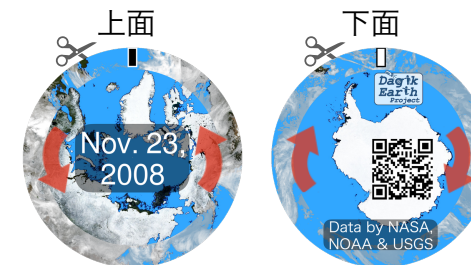 上面
下面
Nov. 23,
2008
Dagik
Earth
Project
Data by NASA,
NOAA & USGS